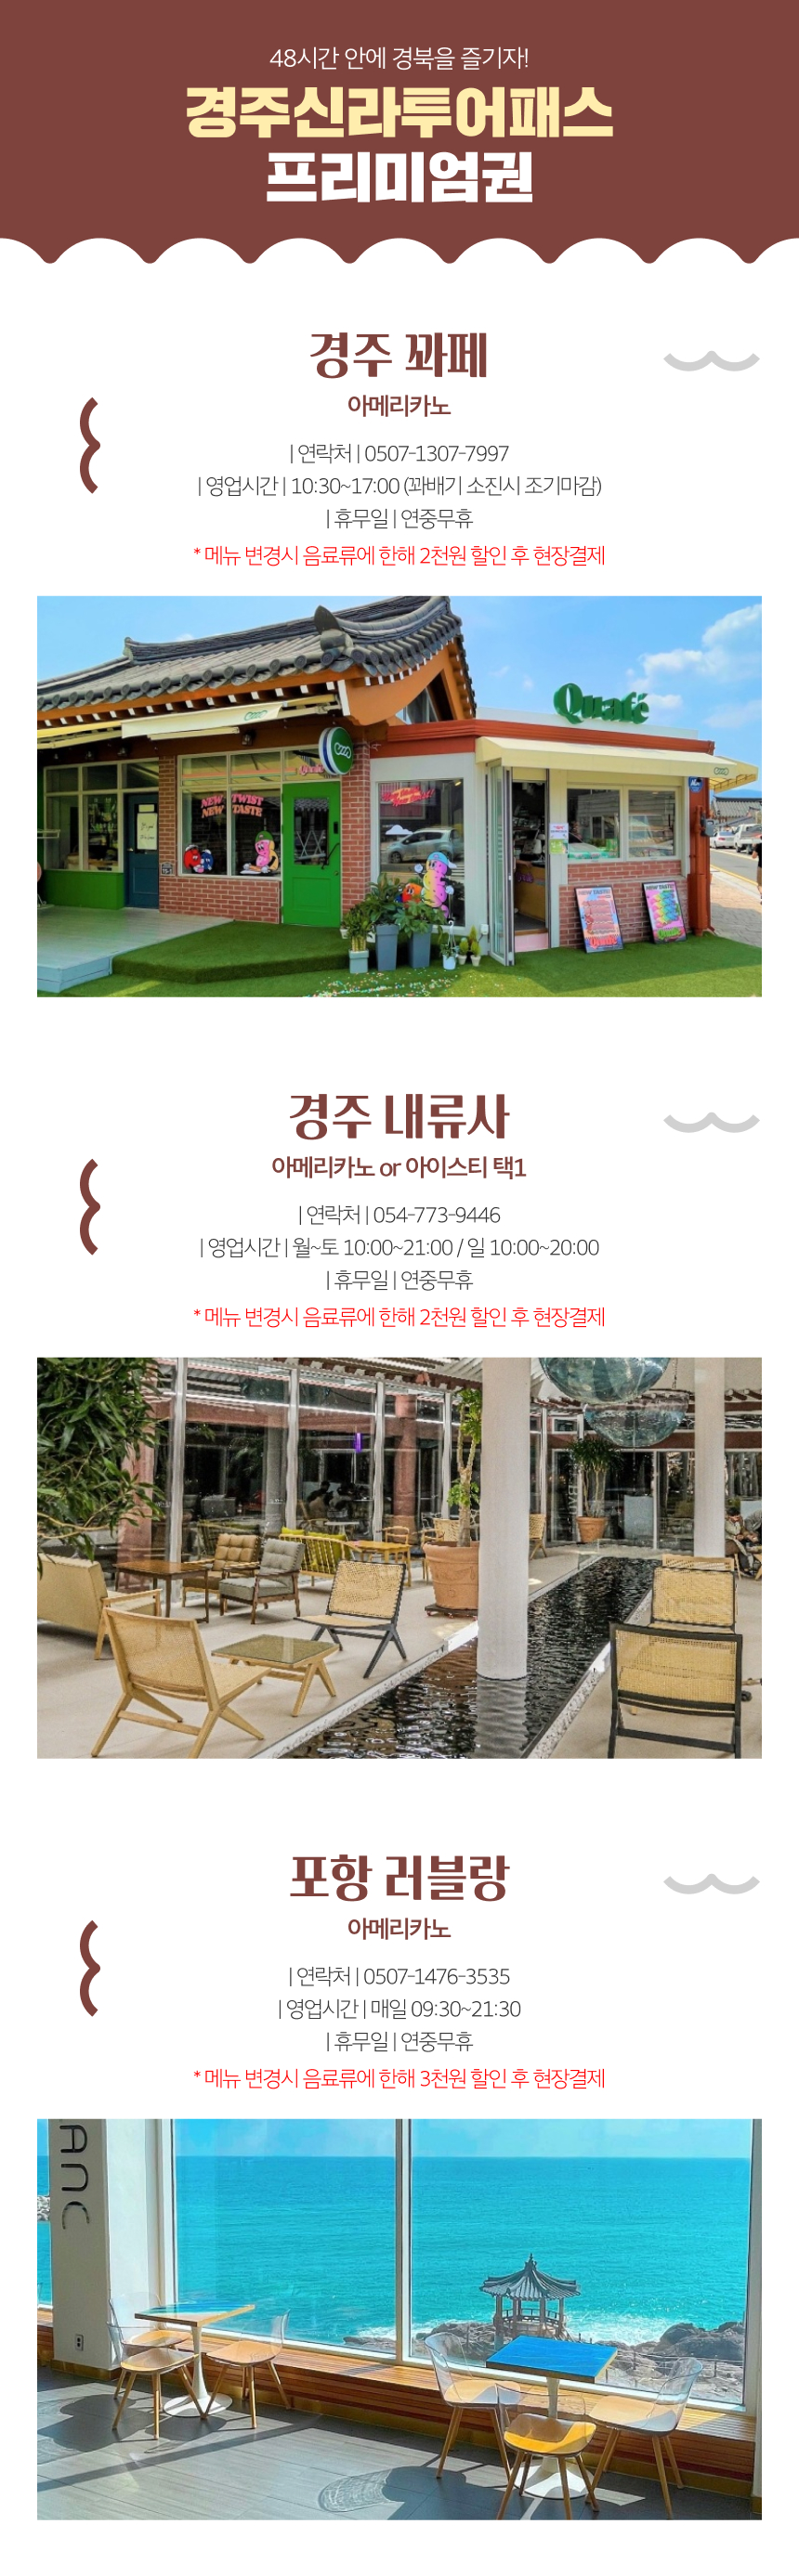 48시간 안에 경북을 즐기자!
경주신라투어패스
프리미엄권
경주 꽈페
아메리카노
| 연락처 | 0507-1307-7997
| 영업시간 | 10:30~17:00 (꽈배기 소진시 조기마감)
| 휴무일 | 연중무휴
* 메뉴 변경시 음료류에 한해 2천원 할인 후 현장결제
Quafé
NEW TWIST
NEW TASTE
경주 내류사
아메리카노 or 아이스티 택1
| 연락처 | 054-773-9446
| 영업시간 | 월~토 10:00~21:00 / 일 10:00~20:00
| 휴무일 | 연중무휴
* 메뉴 변경시 음료류에 한해 2천원 할인 후 현장결제
포항 러블랑
아메리카노
| 연락처 | 0507-1476-3535
| 영업시간 | 매일 09:30~21:30
| 휴무일 | 연중무휴
* 메뉴 변경시 음료류에 한해 3천원 할인 후 현장결제
anc